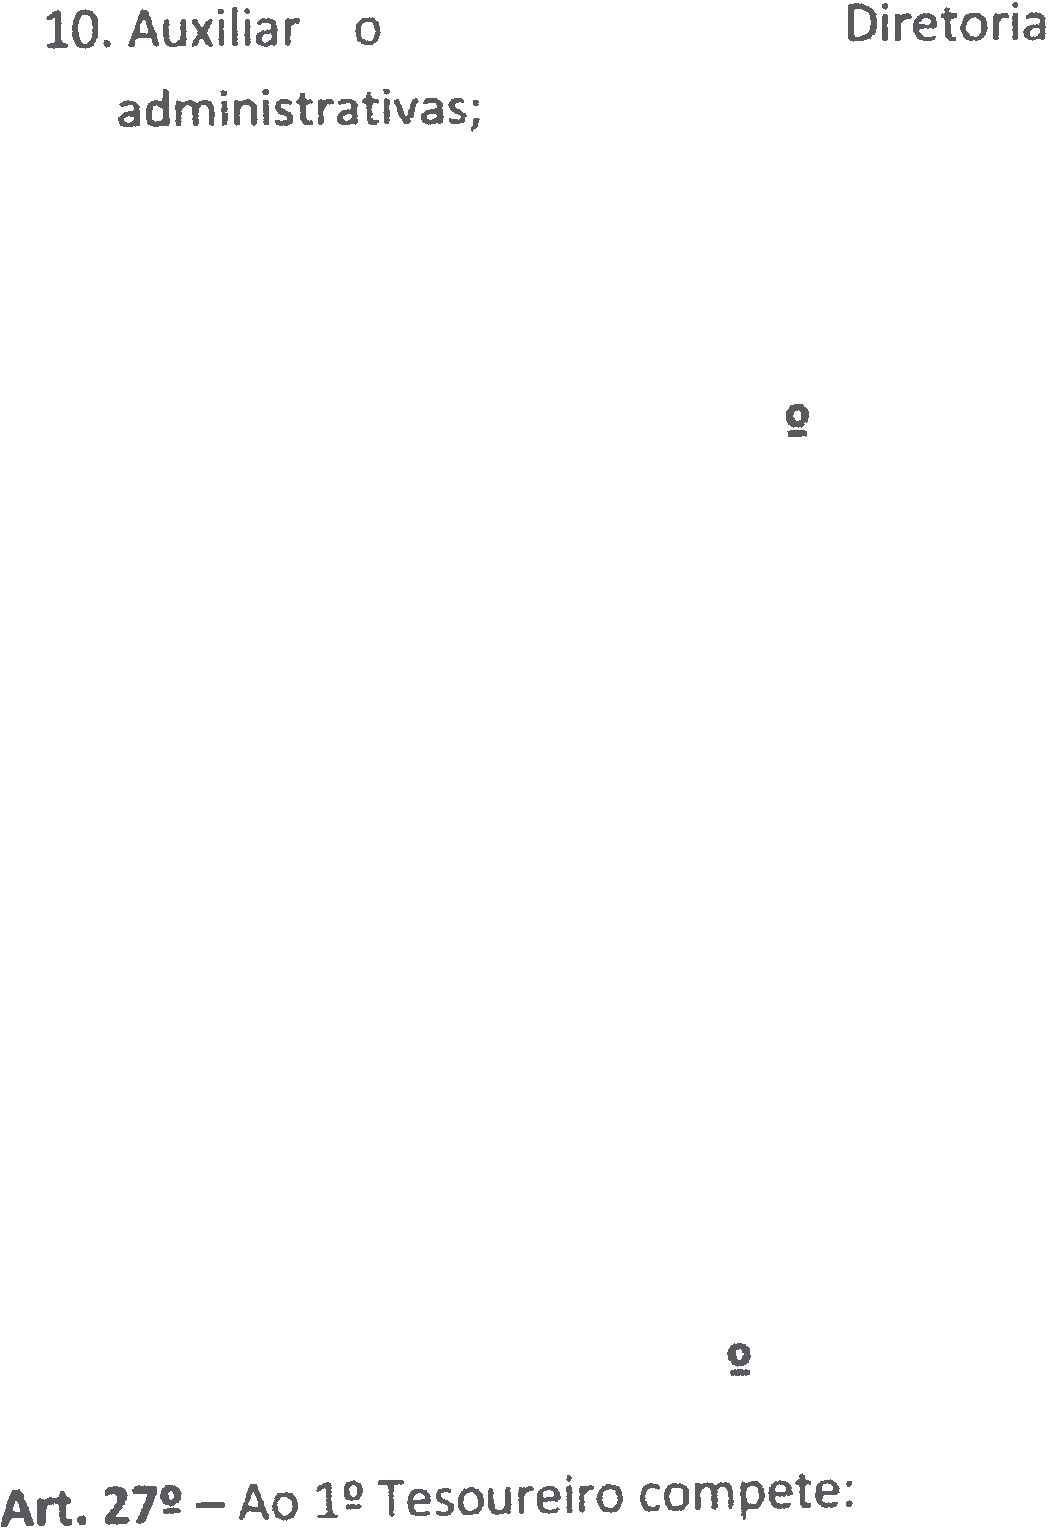 10. Auxiliar o Diretoria
administrativas;
º
º
Art. 27º – Ao 1º Tesoureiro compete: